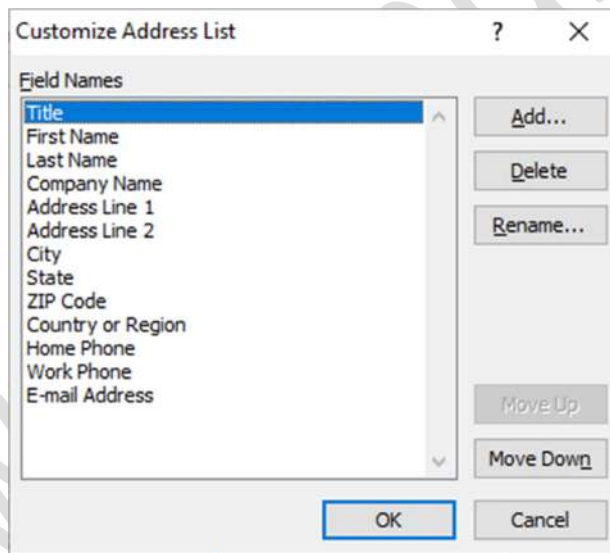 Customize Address List ? ×
Field Names
Title
First Name
Last Name
Company Name
Address Line 1
Address Line 2
City
State
ZIP Code
Country or Region
Home Phone
Work Phone
E-mail Address
Add...
Delete
Rename...
Move Up
Move Down
OK
Cancel